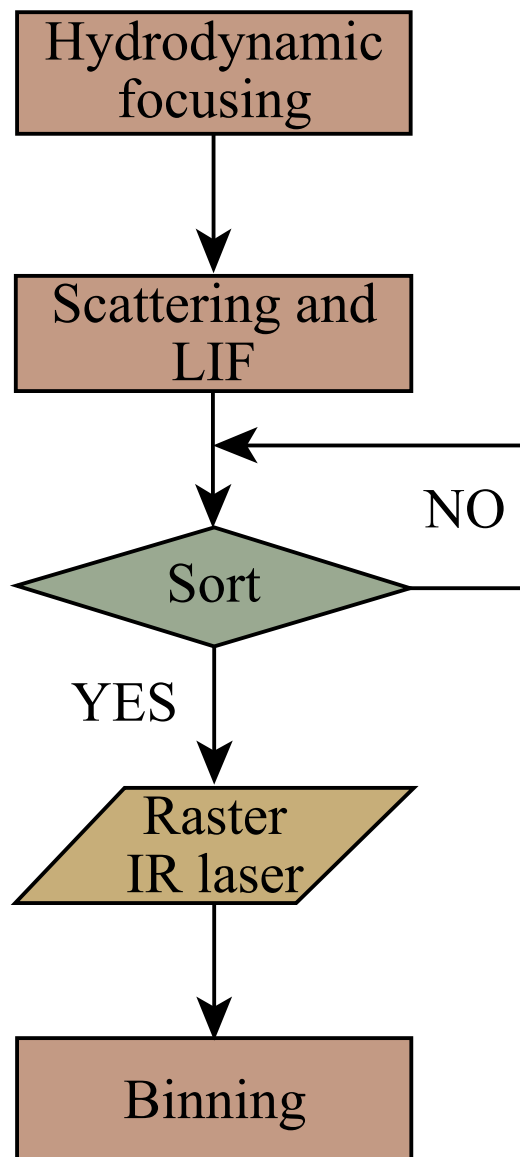 Hydrodynamic
focusing
Scattering and
LIF
NO
Sort
YES
Raster
IR laser
Binning